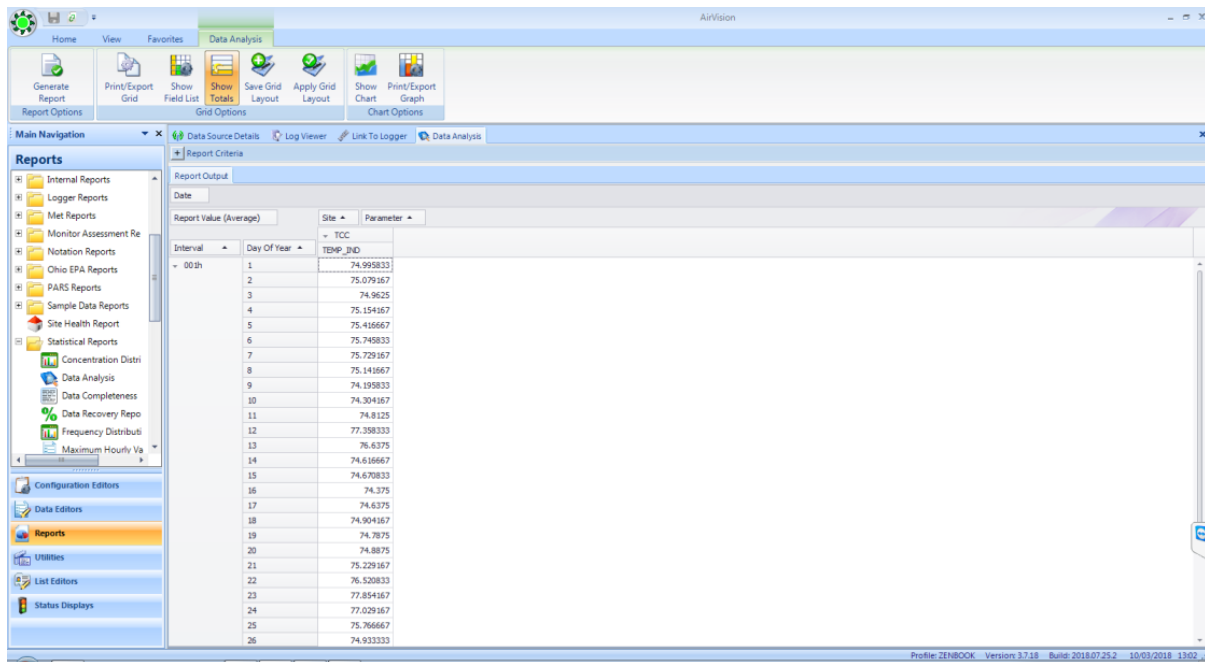 AirVision
Home View Favorites Data Analysis
Generate Report
Print/Export Grid
Show Field List
Show Totals
Save Grid Layout
Apply Grid Layout
Show Chart
Print/Export Graph
Report Options Grid Options Chart Options
Main Navigation
Data Source Details Log Viewer Link To Logger Data Analysis
Reports
Internal Reports
Logger Reports
Met Reports
Monitor Assessment Re
Notation Reports
Ohio EPA Reports
PARS Reports
Sample Data Reports
Site Health Report
Statistical Reports
Concentration Distri
Data Analysis
Data Completeness
Data Recovery Repo
Frequency Distributi
Maximum Hourly Va
Configuration Editors
Data Editors
Reports
Utilities
List Editors
Status Displays
Report Criteria
Report Output
Date
Report Value (Average) Site Parameter
TCC
Interval Day Of Year TEMP_IND
001h 1 74.995833
2 75.079167
3 74.9625
4 75.154167
5 75.416667
6 75.745833
7 75.729167
8 75.141667
9 74.195833
10 74.304167
11 74.8125
12 77.358333
13 76.6375
14 74.616667
15 74.670833
16 74.375
17 74.6375
18 74.904167
19 74.7875
20 74.8875
21 75.229167
22 76.520833
23 77.854167
24 77.029167
25 75.766667
26 74.933333
Profile: ZENBOOK Version: 3.7.18 Build: 2018.07.25.2 10/03/2018 13:02